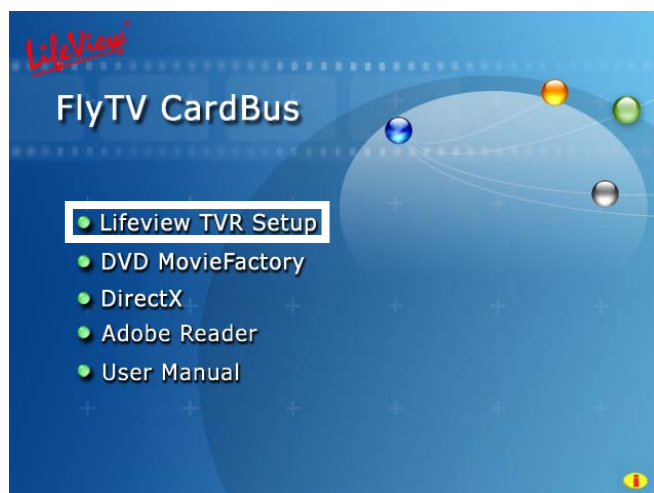 LifeView
FlyTV CardBus
Lifeview TVR Setup
DVD MovieFactory
DirectX
Adobe Reader
User Manual
i